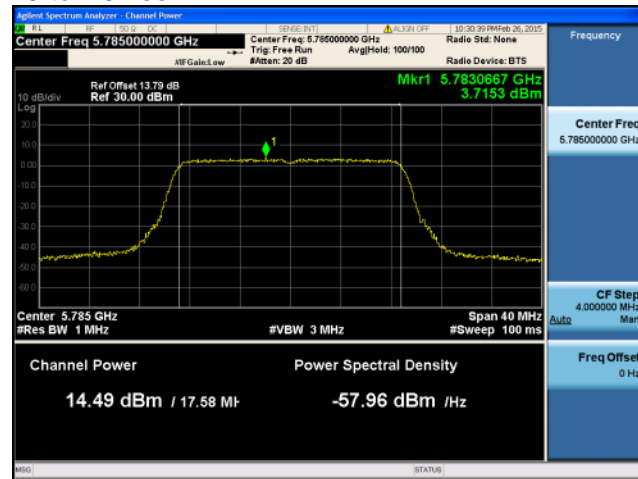 Agilent Spectrum Analyzer - Channel Power
RL RF 50 Ω DC SENSE:INT ALIGN OFF 10:30:39 PM Feb 26, 2015
Center Freq 5.785000000 GHz
Center Freq: 5.785000000 GHz
Radio Std: None
Trig: Free Run Avg|Hold: 100/100
#IFGain:Low #Atten: 20 dB Radio Device: BTS
Ref Offset 13.79 dB
10 dB/div Ref 30.00 dBm
Mkr1 5.7830667 GHz
3.7153 dBm
Log
20.0
10.0
0.00
-10.0
-20.0
-30.0
-40.0
-50.0
-60.0
1
Center 5.785 GHz Span 40 MHz
#Res BW 1 MHz #VBW 3 MHz #Sweep 100 ms
Channel Power Power Spectral Density
14.49 dBm / 17.58 MH -57.96 dBm /Hz
MSG STATUS
Frequency
Center Freq
5.785000000 GHz
CF Step
4.000000 MHz
Auto Man
Freq Offset
0 Hz